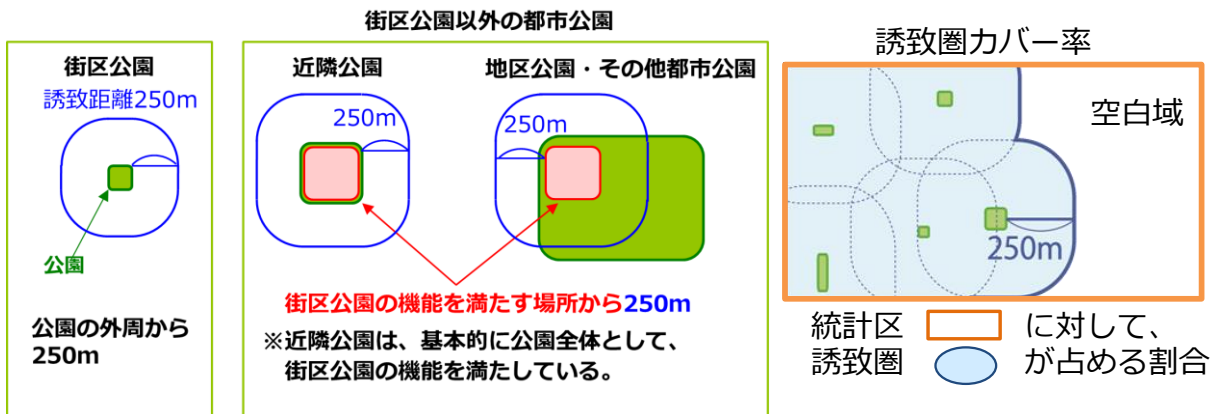 街区公園以外の都市公園
街区公園
誘致距離250m
公園
公園の外周から
250m
近隣公園
250m
地区公園・その他都市公園
250m
街区公園の機能を満たす場所から250m
※近隣公園は、基本的に公園全体として、
街区公園の機能を満たしている。
誘致圏カバー率
空白域
250m
統計区 に対して、
誘致圏 が占める割合